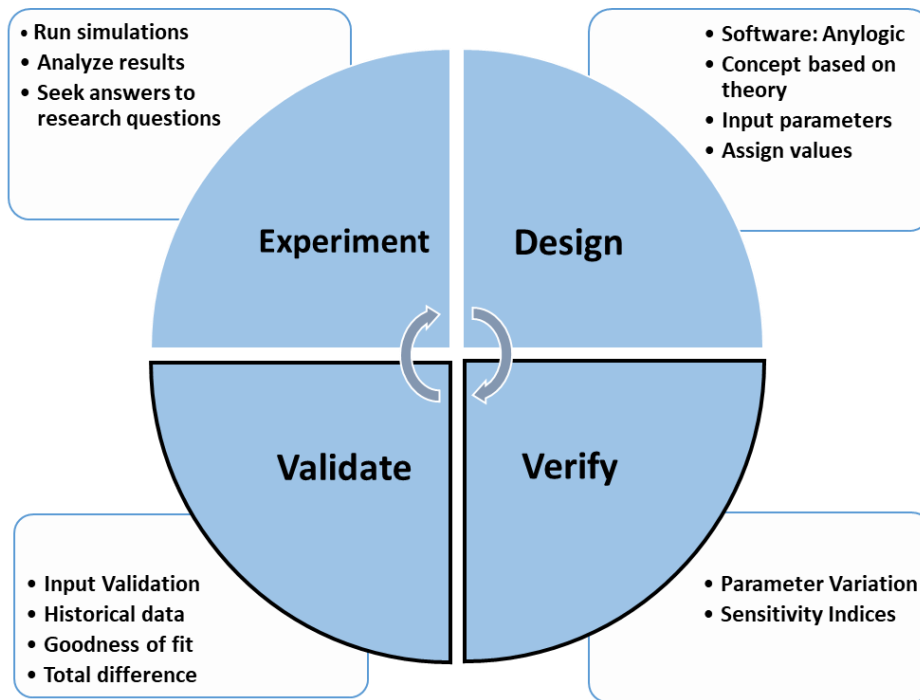 • Run simulations
• Analyze results
• Seek answers to
research questions
• Software: Anylogic
• Concept based on
theory
• Input parameters
• Assign values
Experiment
Design
Validate
Verify
• Input Validation
• Historical data
• Goodness of fit
• Total difference
• Parameter Variation
• Sensitivity Indices